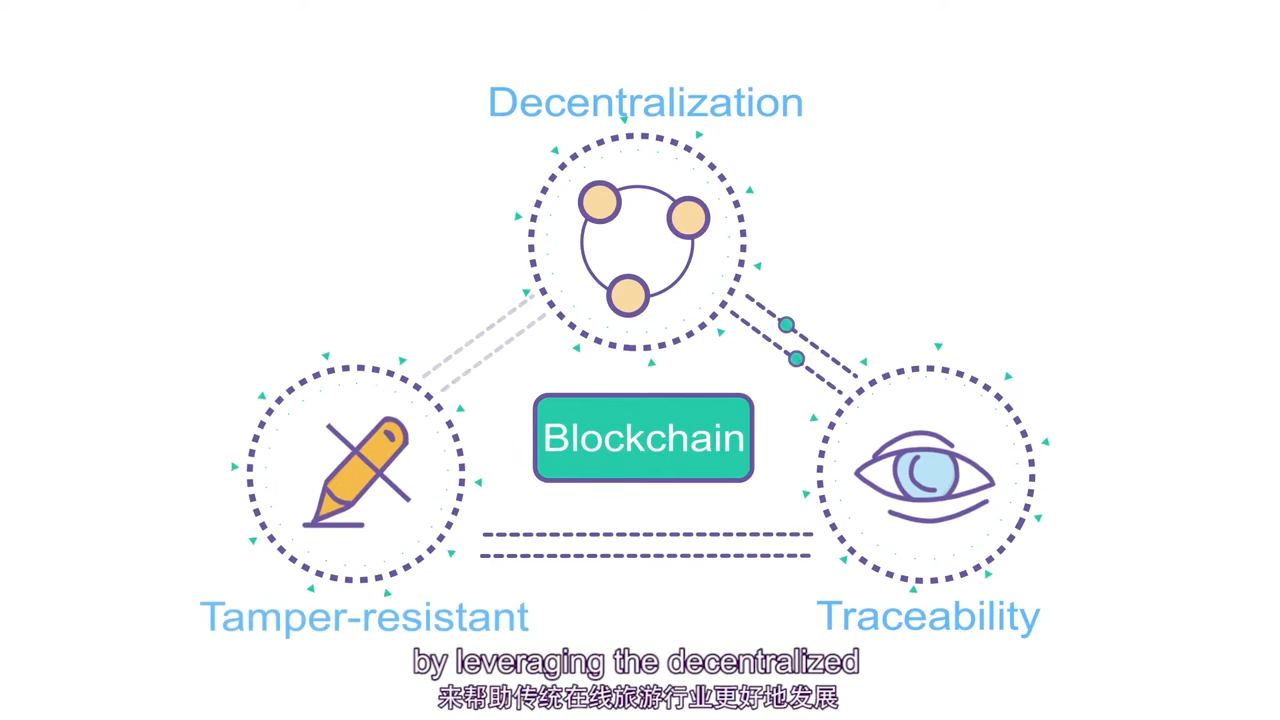 Decentralization
Blockchain
Tamper-resistant
Traceability
by leveraging the decentralized
来帮助传统在线旅游行业更好地发展